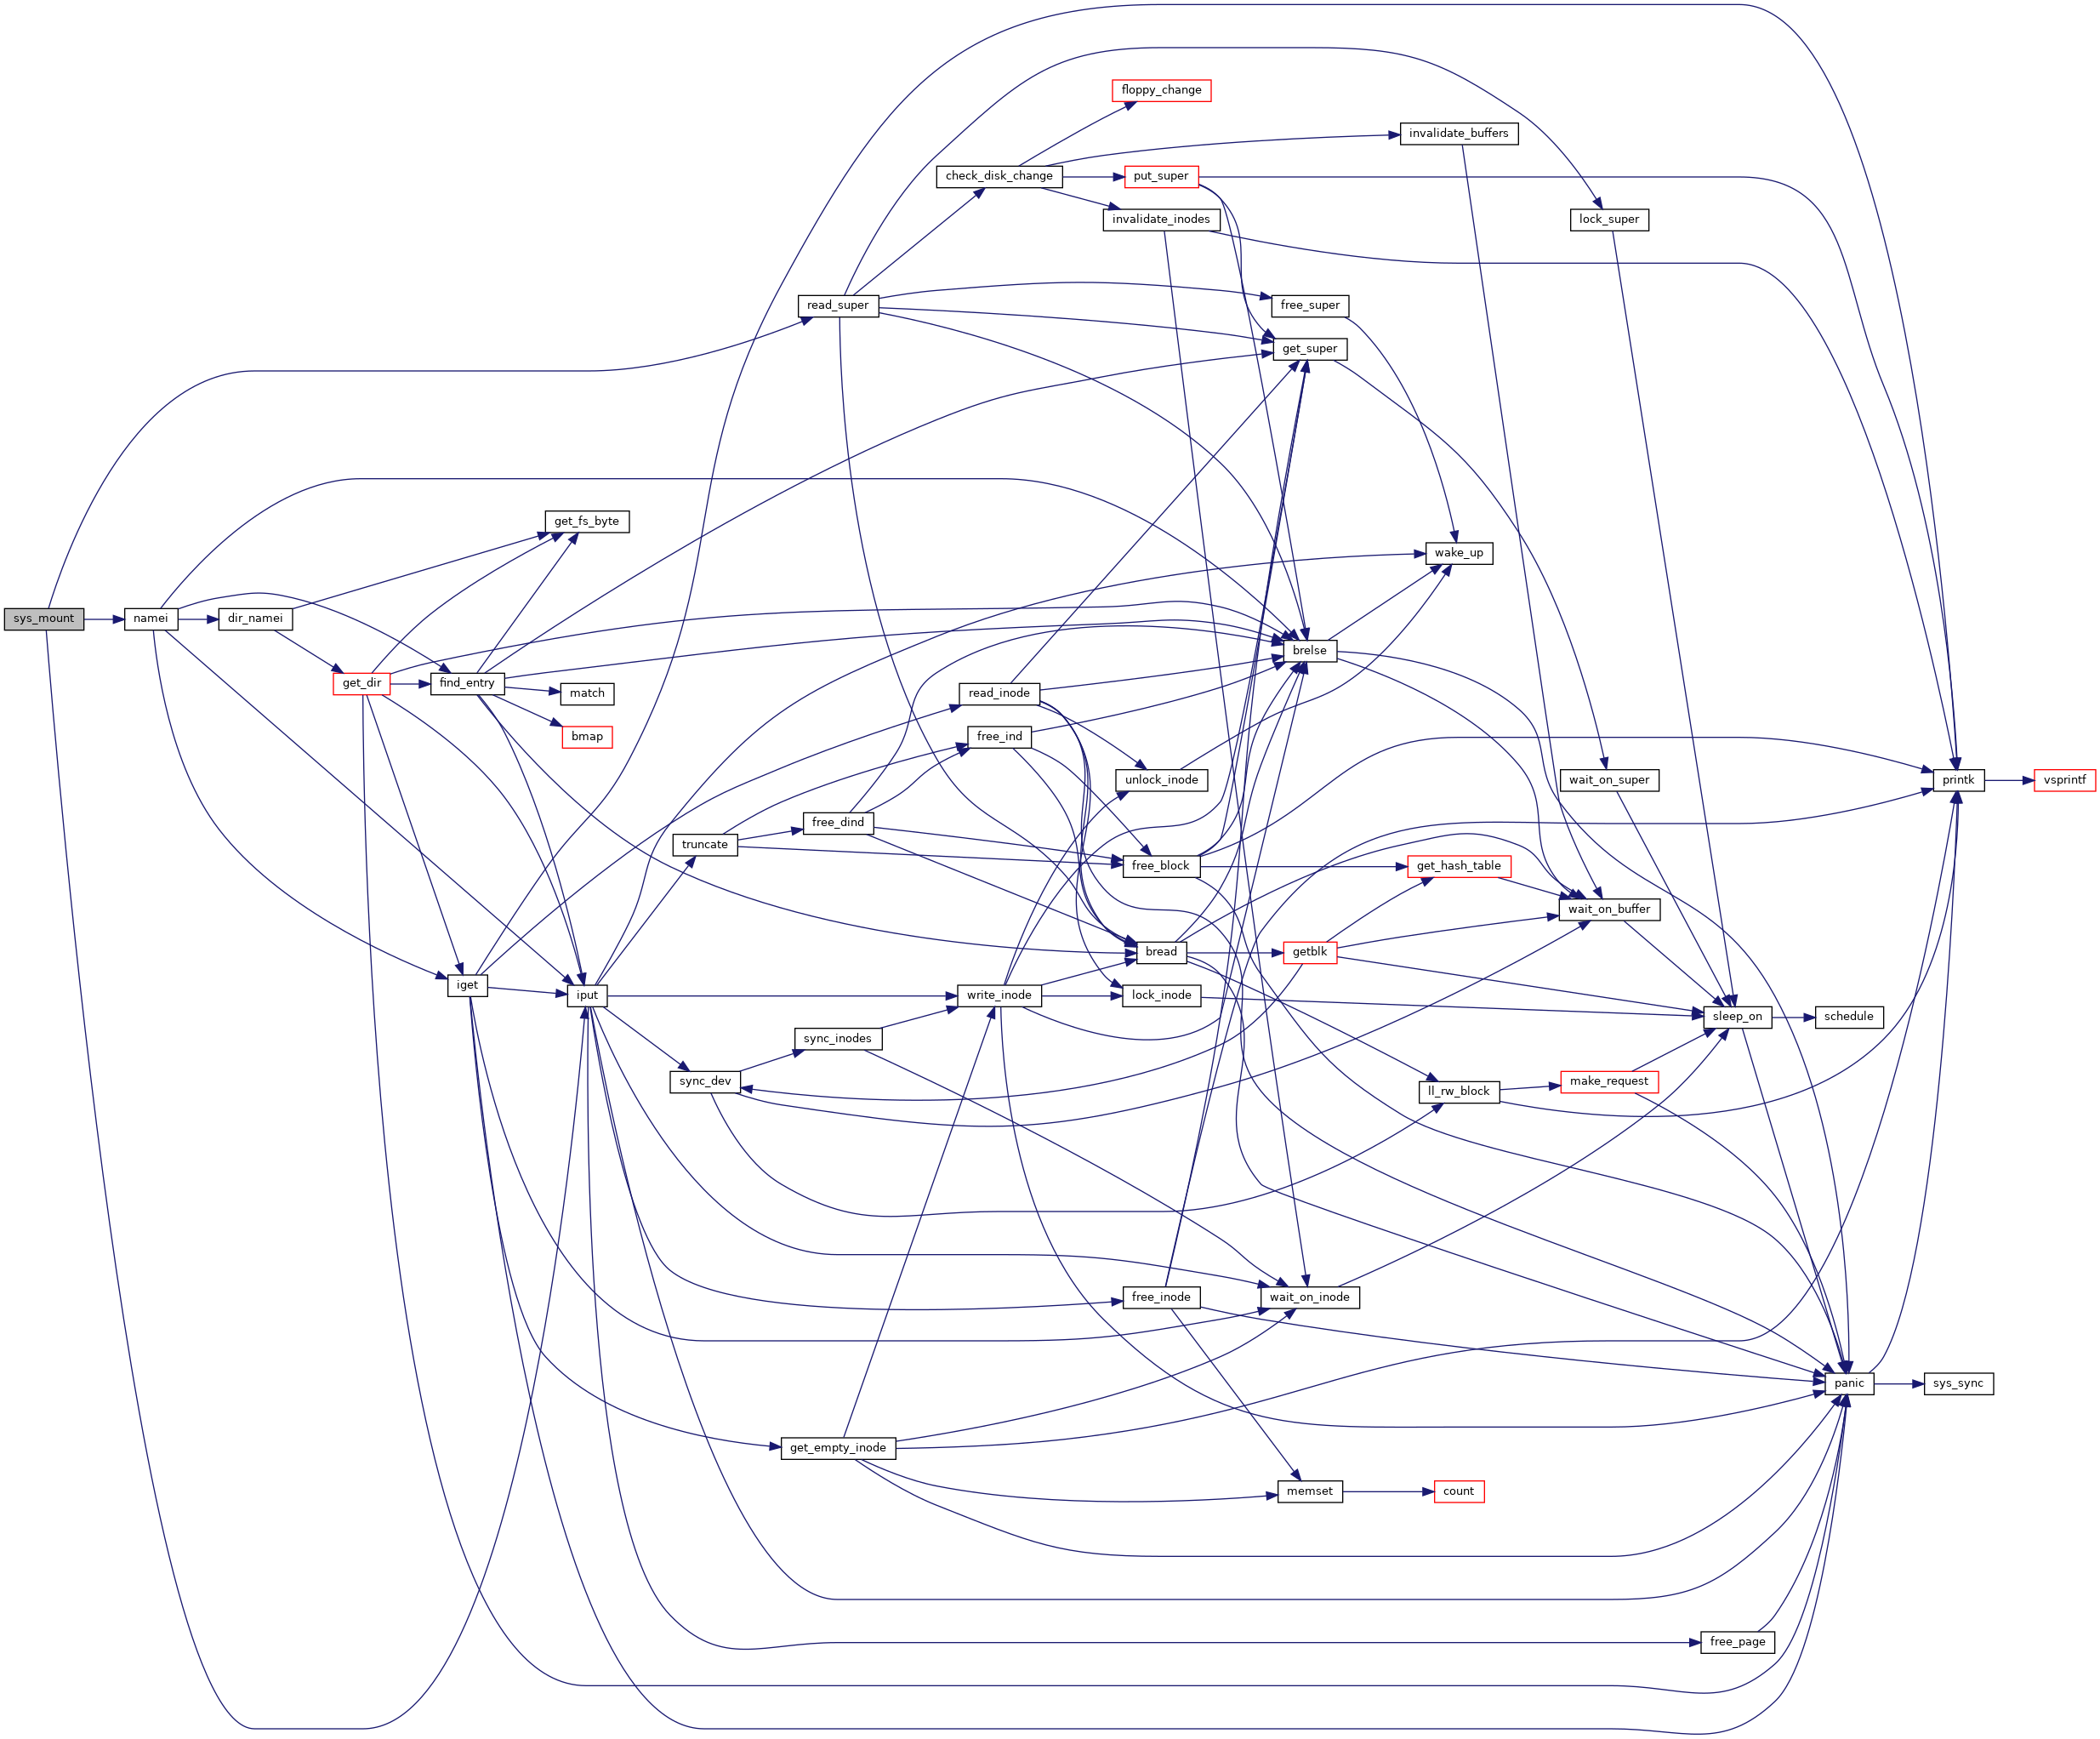 floppy_change
invalidate_buffers
check_disk_change
put_super
invalidate_inodes
lock_super
read_super
free_super
get_super
get_fs_byte
wake_up
sys_mount
namei
dir_namei
brelse
get_dir
find_entry
match
read_inode
bmap
free_ind
unlock_inode
wait_on_super
printk
vsprintf
free_dind
truncate
free_block
get_hash_table
wait_on_buffer
bread
getblk
iget
iput
write_inode
lock_inode
sleep_on
schedule
sync_inodes
sync_dev
ll_rw_block
make_request
free_inode
wait_on_inode
panic
sys_sync
get_empty_inode
memset
count
free_page